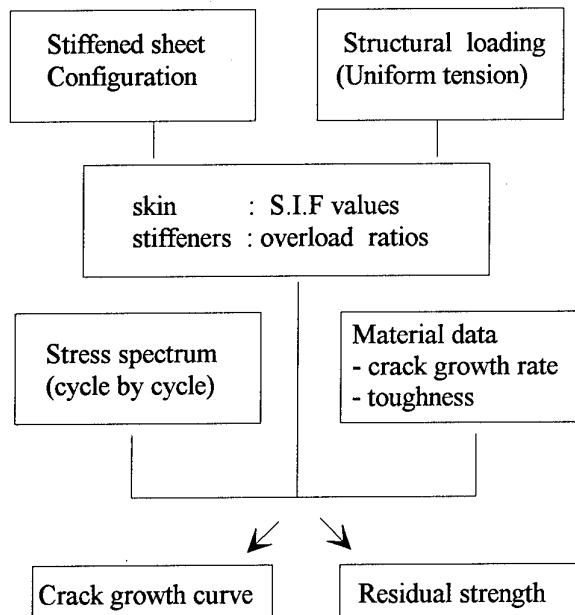 Stiffened sheet
Configuration
Structural loading
(Uniform tension)
skin : S.I.F values
stiffeners : overload ratios
Stress spectrum
(cycle by cycle)
Material data
- crack growth rate
- toughness
Crack growth curve
Residual strength